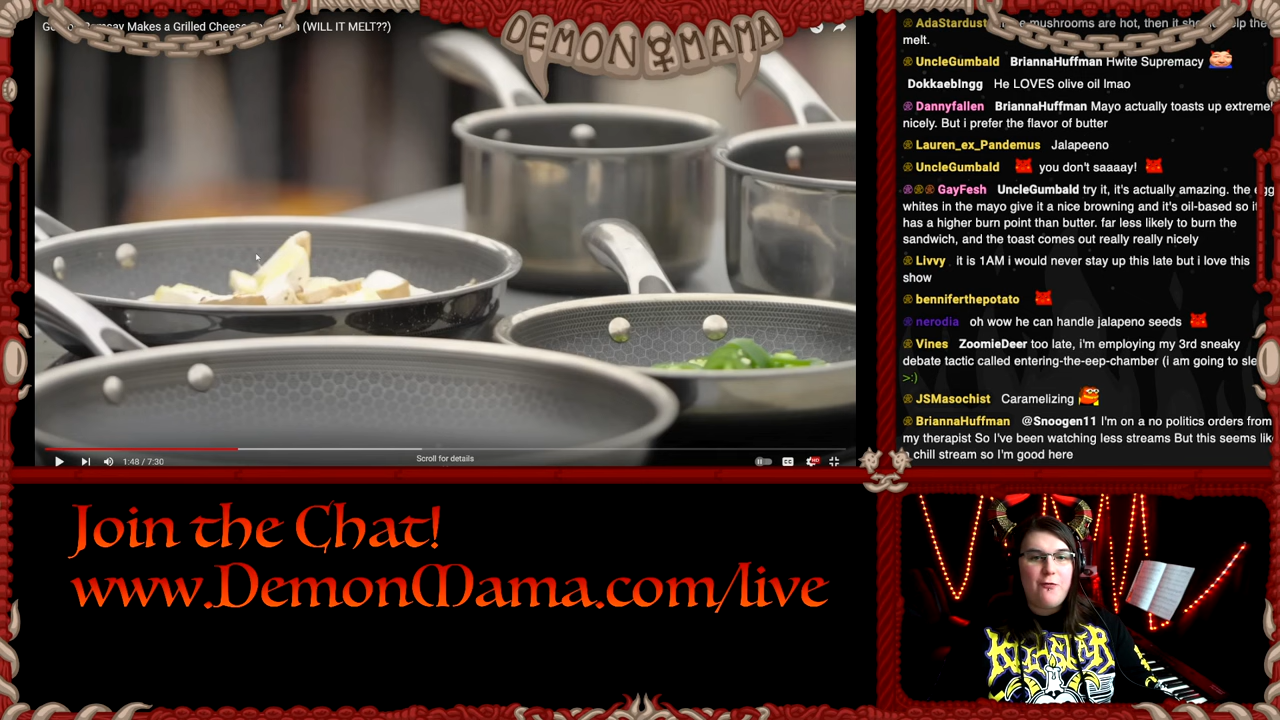 Ramsay Makes a Grilled Cheese (WILL IT MELT??)
DEMON MAMA
AdaStardust mushrooms are hot, then it the
melt.
UncleGumbald BriannaHuffman Hwite Supremacy
DokkaebIngg He LOVES olive oil lmao
Dannyfallen BriannaHuffman Mayo actually toasts up extreme
nicely. But i prefer the flavor of butter
Lauren_ex_Pandemus Jalapeeno
UncleGumbald you don't saaaay!
GayFesh UncleGumbald try it, it's actually amazing. the egg
whites in the mayo give it a nice browning and it's oil-based so it
has a higher burn point than butter. far less likely to burn the
sandwich, and the toast comes out really really nicely
Livvy it is 1AM i would never stay up this late but i love this
show
benniferthepotato
nerodia oh wow he can handle jalapeno seeds
Vines ZoomieDeer too late, i'm employing my 3rd sneaky
debate tactic called entering-the-eep-chamber (i am going to sle
>:)
JSMasochist Caramelizing
BriannaHuffman @Snoogen11 I'm on a no politics orders from
my therapist So I've been watching less streams But this seems lik
chill stream so I'm good here
1:48 / 7:30
Scroll for details
HD
Join the Chat!
www.DemonMama.com/live
KILLSTAR